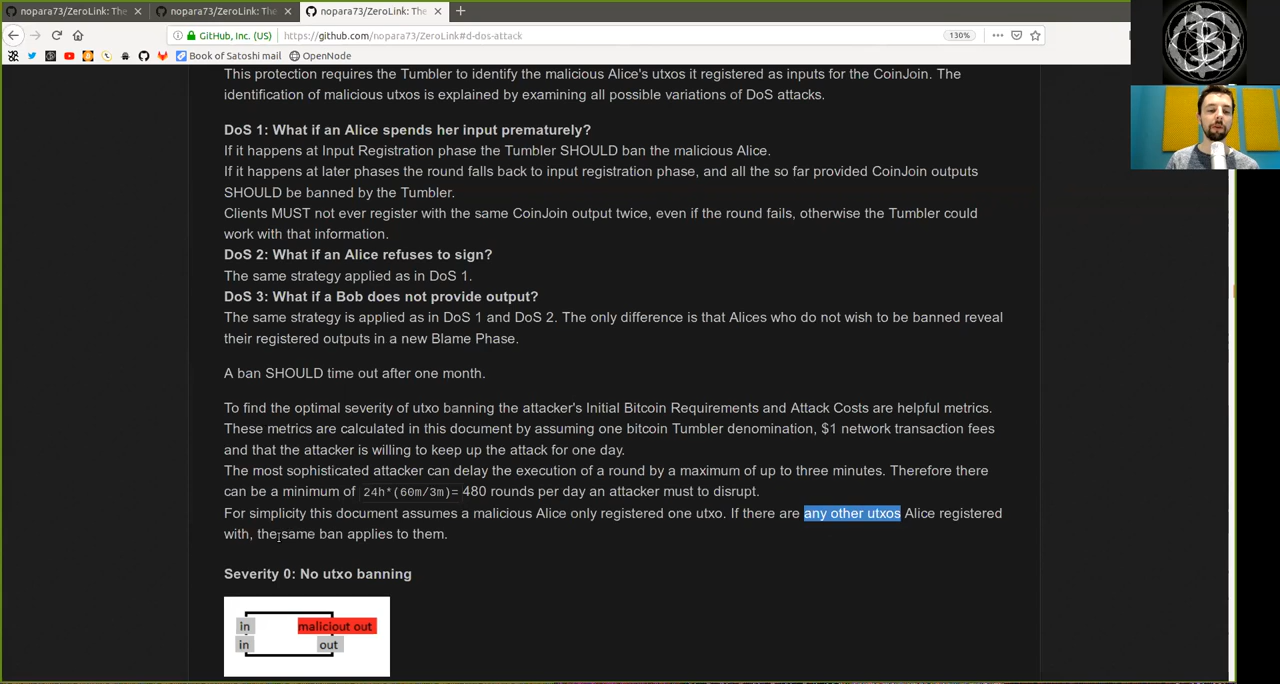 nopara73/ZeroLink: The
nopara73/ZeroLink: The
nopara73/ZeroLink: The
GitHub, Inc. (US)
https://github.com/nopara73/ZeroLink#d-dos-attack
130%
Book of Satoshi mail
OpenNode
This protection requires the Tumbler to identify the malicious Alice's utxos it registered as inputs for the CoinJoin. The
identification of malicious utxos is explained by examining all possible variations of DoS attacks.
DoS 1: What if an Alice spends her input prematurely?
If it happens at Input Registration phase the Tumbler SHOULD ban the malicious Alice.
If it happens at later phases the round falls back to input registration phase, and all the so far provided CoinJoin outputs
SHOULD be banned by the Tumbler.
Clients MUST not ever register with the same CoinJoin output twice, even if the round fails, otherwise the Tumbler could
work with that information.
DoS 2: What if an Alice refuses to sign?
The same strategy applied as in DoS 1.
DoS 3: What if a Bob does not provide output?
The same strategy is applied as in DoS 1 and DoS 2. The only difference is that Alices who do not wish to be banned reveal
their registered outputs in a new Blame Phase.
A ban SHOULD time out after one month.
To find the optimal severity of utxo banning the attacker's Initial Bitcoin Requirements and Attack Costs are helpful metrics.
These metrics are calculated in this document by assuming one bitcoin Tumbler denomination, $1 network transaction fees
and that the attacker is willing to keep up the attack for one day.
The most sophisticated attacker can delay the execution of a round by a maximum of up to three minutes. Therefore there
can be a minimum of 24h*(60m/3m)= 480 rounds per day an attacker must to disrupt.
For simplicity this document assumes a malicious Alice only registered one utxo. If there are any other utxos Alice registered
with, the same ban applies to them.
Severity 0: No utxo banning
in maliciout out
in out